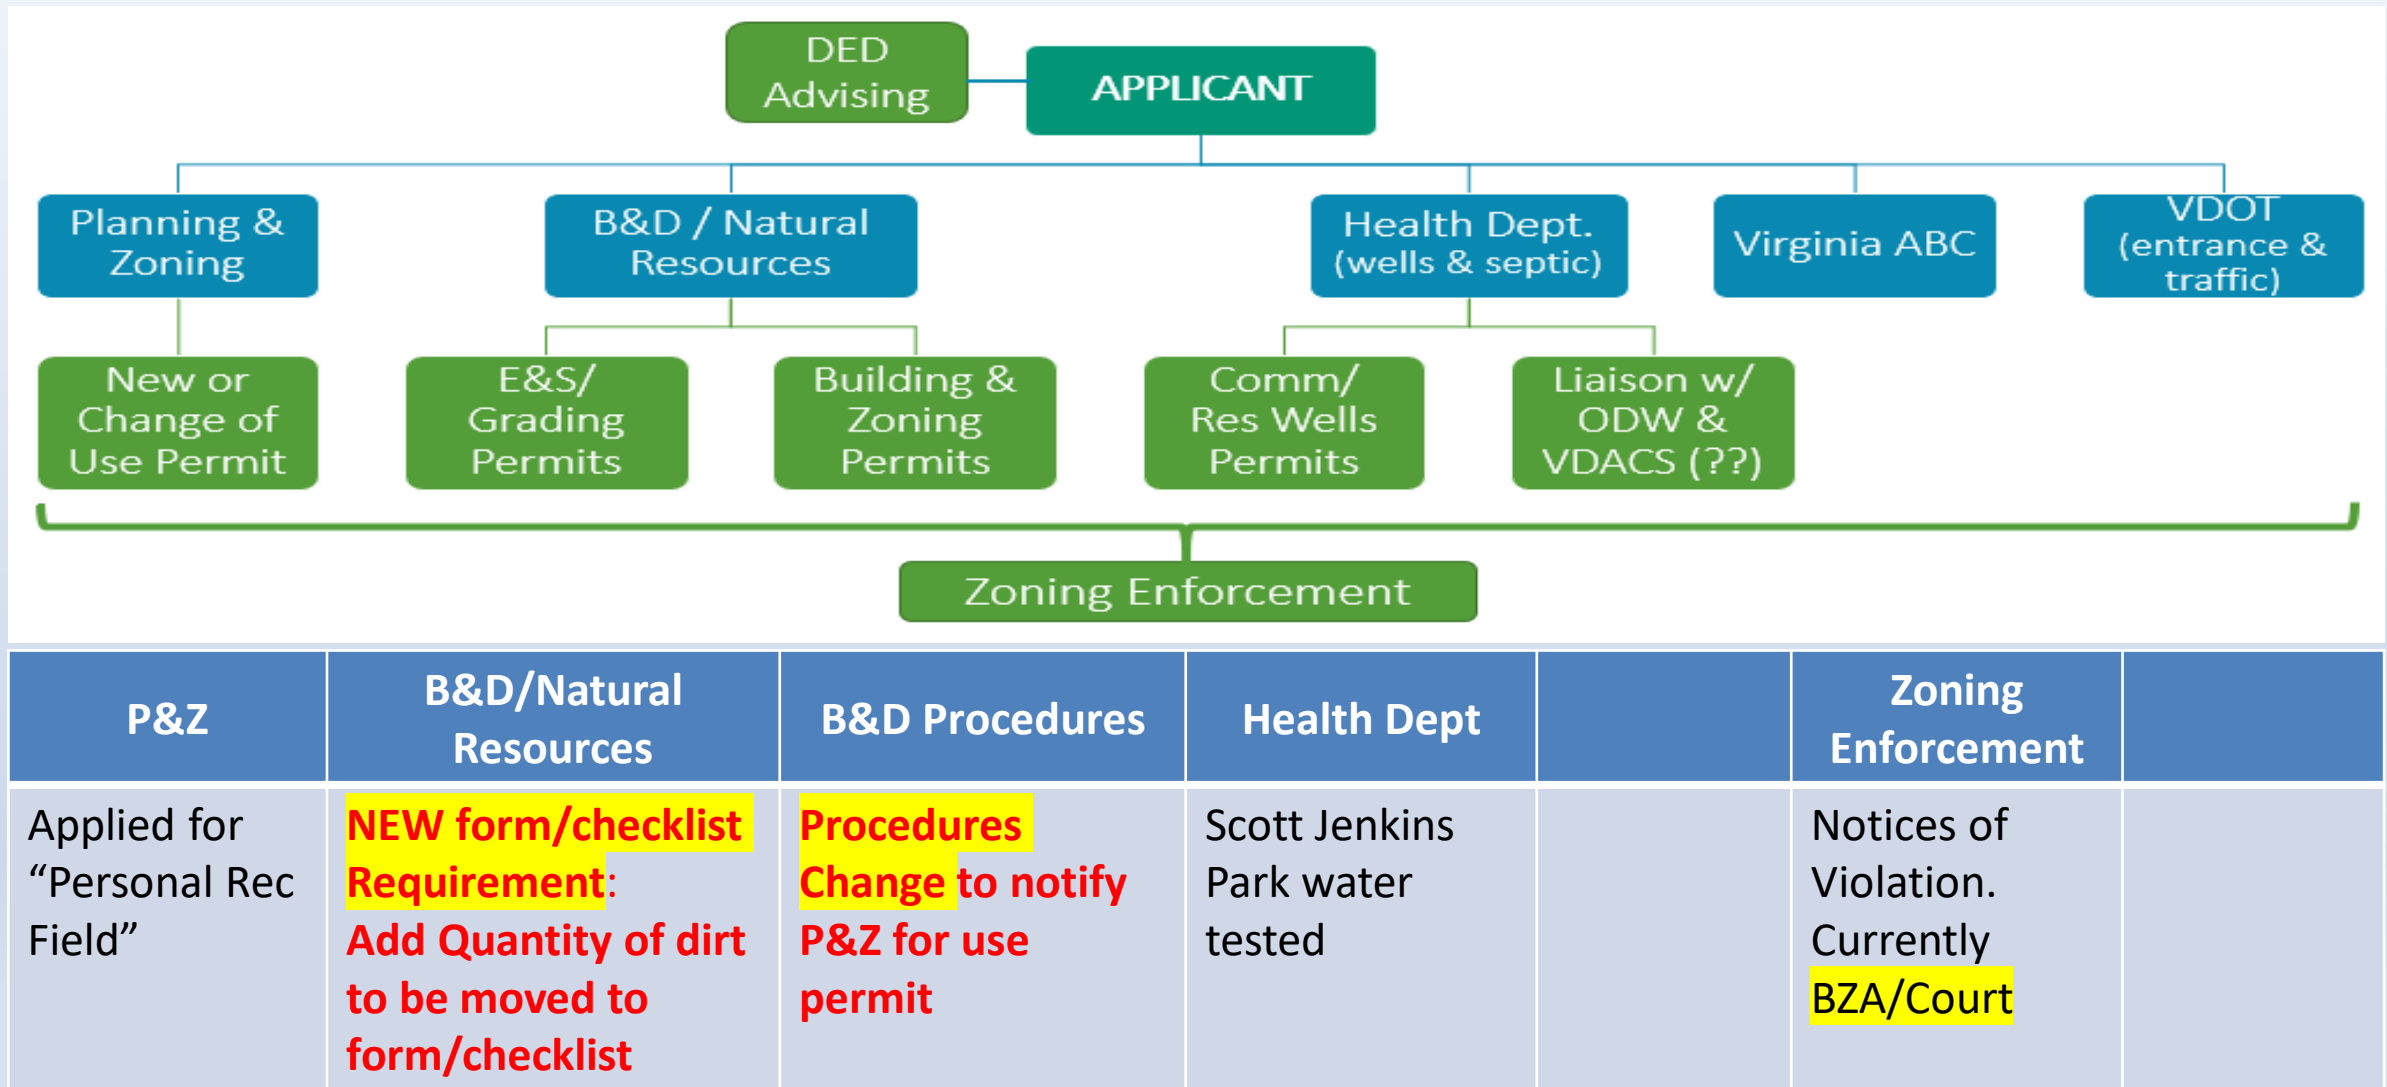 DED
Advising
APPLICANT
Planning &
Zoning
B&D / Natural
Resources
Health Dept.
(wells & septic)
Virginia ABC
VDOT
(entrance &
traffic)
New or
Change of
Use Permit
E&S/
Grading
Permits
Building &
Zoning
Permits
Comm/
Res Wells
Permits
Liaison w/
ODW &
VDACS (??)
Zoning Enforcement
P&Z
B&D/Natural
Resources
B&D Procedures
Health Dept
Zoning
Enforcement
Applied for
“Personal Rec
Field”
NEW form/checklist
Requirement:
Add Quantity of dirt
to be moved to
form/checklist
Procedures
Change to notify
P&Z for use
permit
Scott Jenkins
Park water
tested
Notices of
Violation.
Currently
BZA/Court